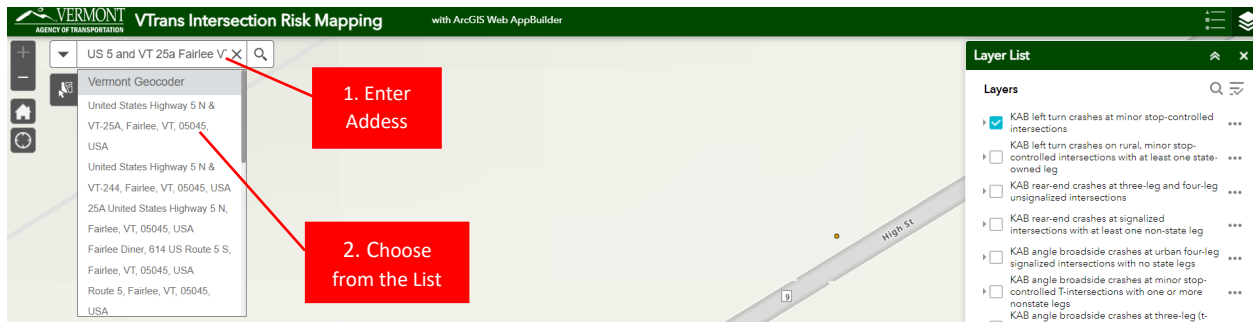 VERMONT
AGENCY OF TRANSPORTATION
VTrans Intersection Risk Mapping
with ArcGIS Web AppBuilder
US 5 and VT 25a Fairlee V
Vermont Geocoder
United States Highway 5 N &
VT-25A, Fairlee, VT, 05045,
USA
United States Highway 5 N &
VT-244, Fairlee, VT, 05045, USA
25A United States Highway 5 N,
Fairlee, VT, 05045, USA
Fairlee Diner, 614 US Route 5 S,
Fairlee, VT, 05045, USA
Route 5, Fairlee, VT, 05045,
USA
1. Enter
Addess
2. Choose
from the List
High St
9
Layer List
Layers
KAB left turn crashes at minor stop-controlled
intersections
KAB left turn crashes on rural, minor stop-
controlled intersections with at least one state-
owned leg
KAB rear-end crashes at three-leg and four-leg
unsignalized intersections
KAB rear-end crashes at signalized
intersections with at least one non-state leg
KAB angle broadside crashes at urban four-leg
signalized intersections with no state legs
KAB angle broadside crashes at minor stop-
controlled T-intersections with one or more
nonstate legs
KAB angle broadside crashes at three-leg (t-